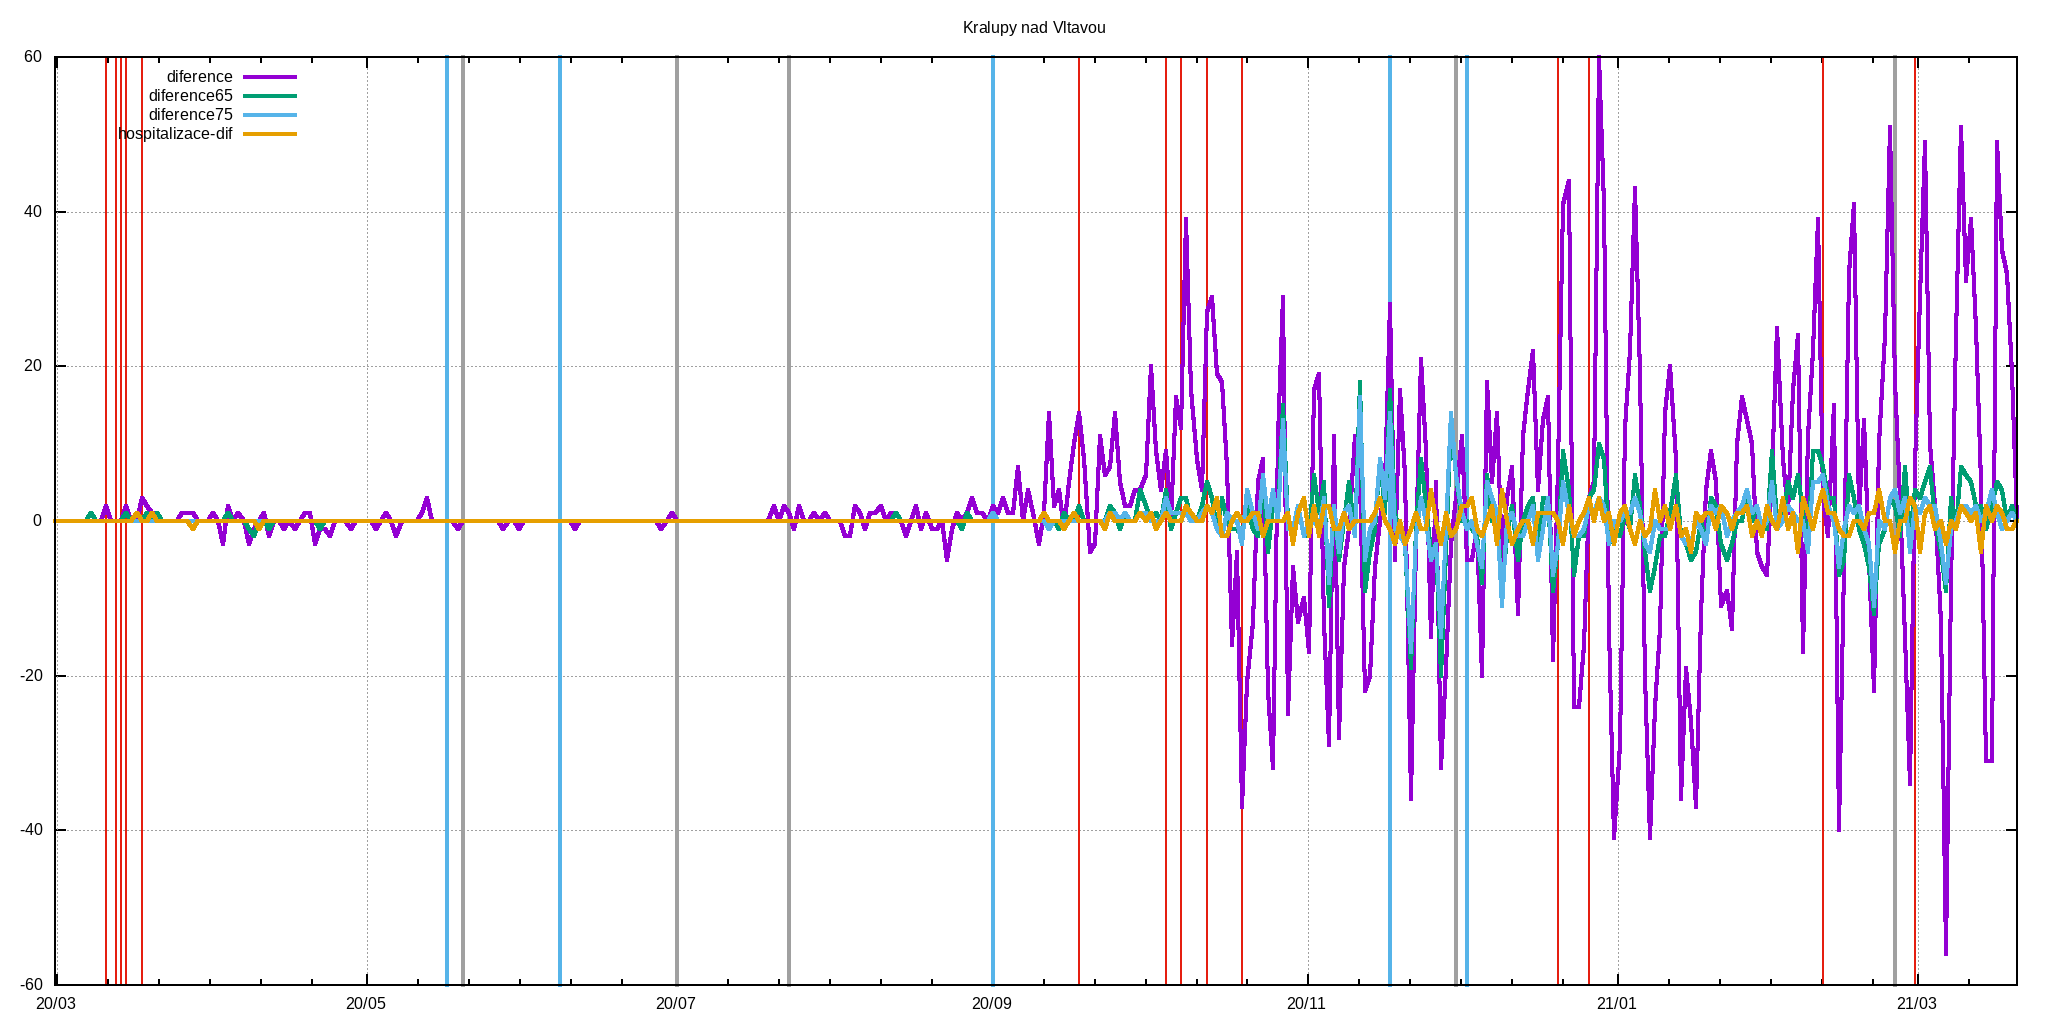 Kralupy nad Vltavou
60
40
20
0
-20
-40
-60
diference
diference65
diference75
hospitalizace-dif
20/03
20/05
20/07
20/09
20/11
21/01
21/03